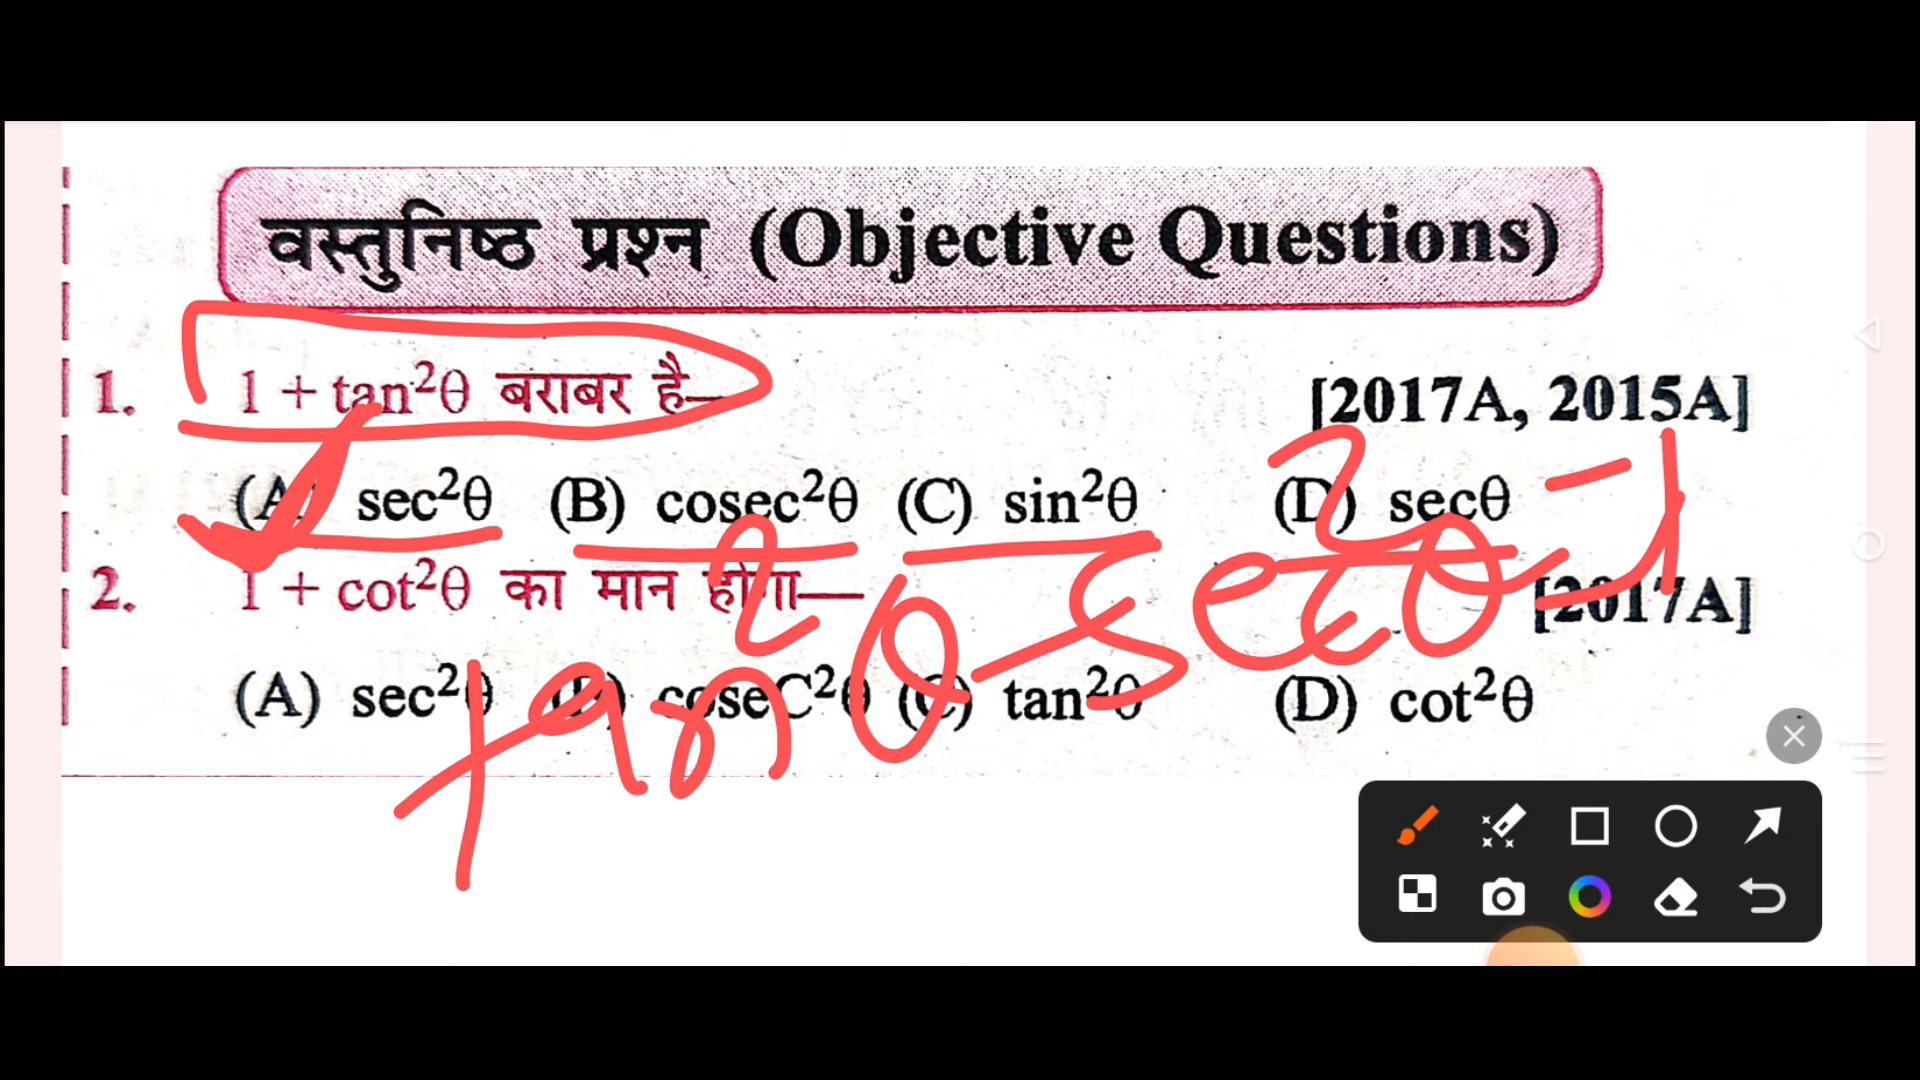 वस्तुनिष्ठ प्रश्न (Objective Questions)
1. 1 + tan²θ बराबर है— [2017A, 2015A]
(A) sec²θ (B) cosec²θ (C) sin²θ (D) secθ
2. 1 + cot²θ का मान होगा— [2017A]
(A) sec²θ (B) coseC²θ (C) tan²θ (D) cot²θ
tan²θ = sec²θ - 1